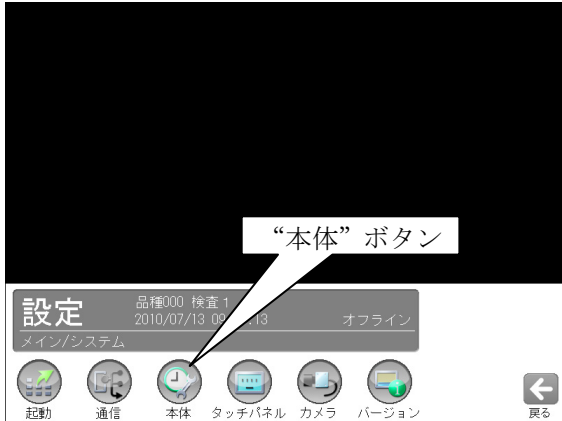 “本体”ボタン
設定
品種000 検査1
2010/07/13 09 13
オフライン
メイン/システム
起動
通信
本体
タッチパネル
カメラ
バージョン
戻る